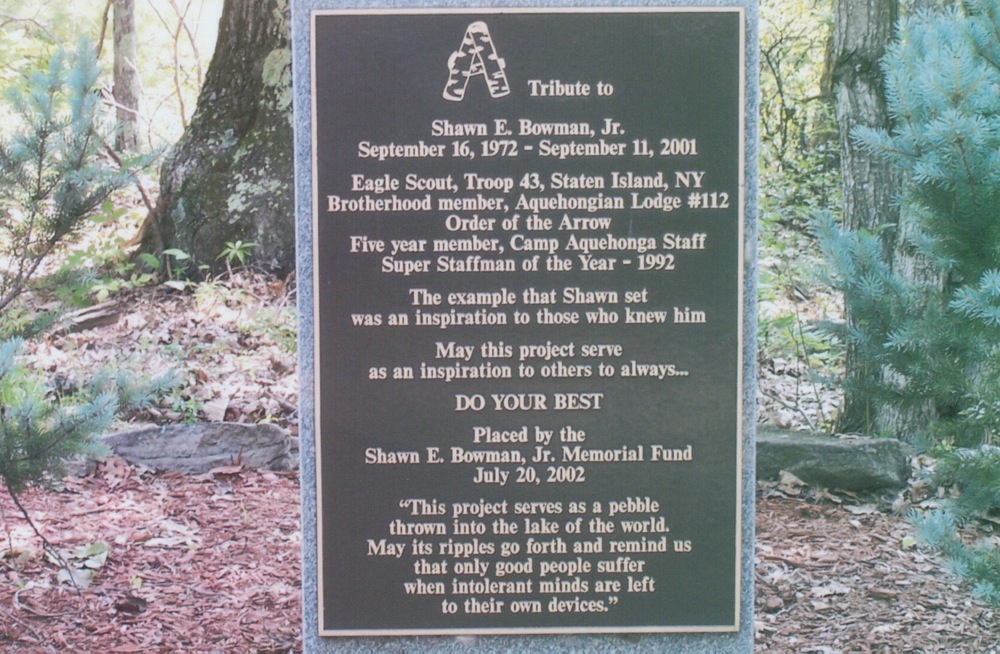 A Tribute to
Shawn E. Bowman, Jr.
September 16, 1972 - September 11, 2001
Eagle Scout, Troop 43, Staten Island, NY
Brotherhood member, Aquehongian Lodge #112
Order of the Arrow
Five year member, Camp Aquehonga Staff
Super Staffman of the Year - 1992
The example that Shawn set
was an inspiration to those who knew him
May this project serve
as an inspiration to others to always...
DO YOUR BEST
Placed by the
Shawn E. Bowman, Jr. Memorial Fund
July 20, 2002
“This project serves as a pebble
thrown into the lake of the world.
May its ripples go forth and remind us
that only good people suffer
when intolerant minds are left
to their own devices.”